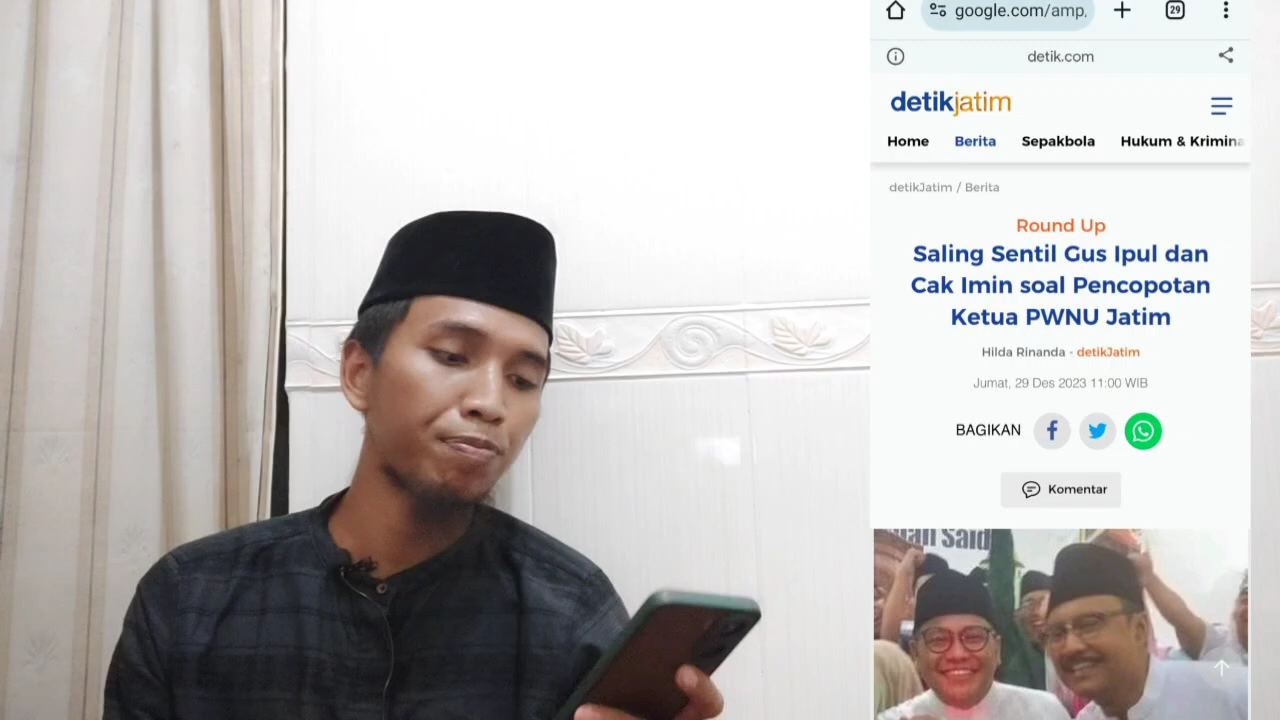 google.com/amp
29
detik.com
detikjatim
Home Berita Sepakbola Hukum & Krimina
detikJatim / Berita
Round Up
Saling Sentil Gus Ipul dan
Cak Imin soal Pencopotan
Ketua PWNU Jatim
Hilda Rinanda - detikJatim
Jumat, 29 Des 2023 11:00 WIB
BAGIKAN
Komentar
Said